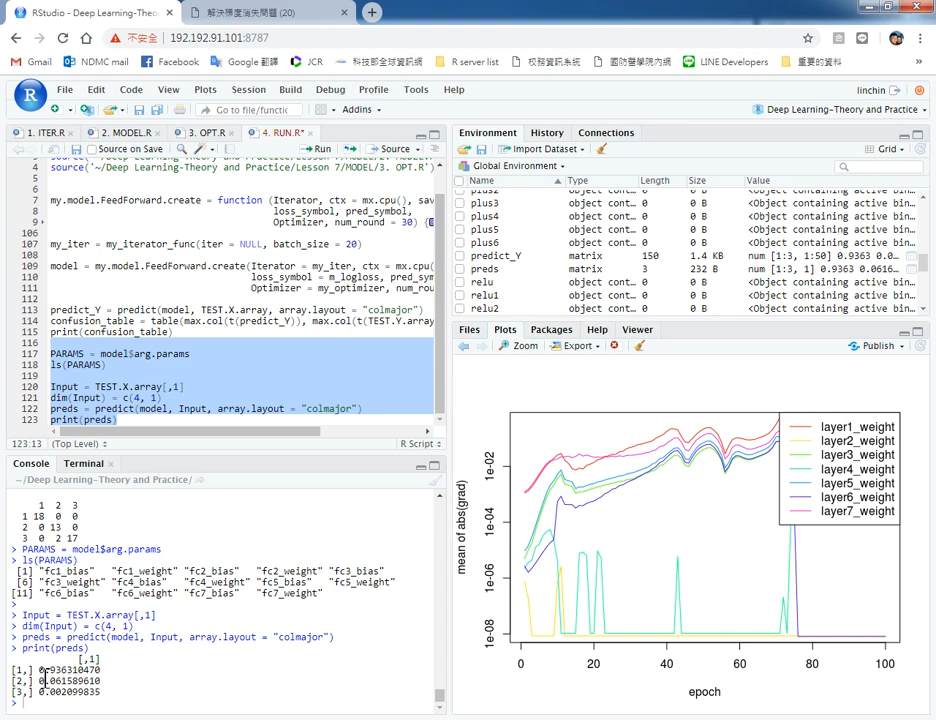 RStudio - Deep Learning-Theo
解決梯度消失問題 (20)
不安全
192.192.91.101:8787
Gmail
NDMC mail
Facebook
Google 翻譯
JCR
科技部全球資訊網
R server list
校務資訊系統
國防醫學院內網
LINE Developers
重要的資料
R
File Edit Code View Plots Session Build Debug Profile Tools Help
linchin
Go to file/functic
Addins
Deep Learning-Theory and Practice
1. ITER.R
2. MODEL.R
3. OPT.R
4. RUN.R*
Source on Save
Run
Source
4 source('~/Deep Learning-Theory and Practice/Lesson 7/MODEL/3. OPT.R')
5
6
7 my.model.FeedForward.create = function (Iterator, ctx = mx.cpu(), sav
8 loss_symbol, pred_symbol,
9 Optimizer, num_round = 30) {
106
107 my_iter = my_iterator_func(iter = NULL, batch_size = 20)
108
109 model = my.model.FeedForward.create(Iterator = my_iter, ctx = mx.cpu(
110 loss_symbol = m_logloss, pred_sym
111 Optimizer = my_optimizer, num_rou
112
113 predict_Y = predict(model, TEST.X.array, array.layout = "colmajor")
114 confusion_table = table(max.col(t(predict_Y)), max.col(t(TEST.Y.array
115 print(confusion_table)
116
117 PARAMS = model$arg.params
118 ls(PARAMS)
119
120 Input = TEST.X.array[,1]
121 dim(Input) = c(4, 1)
122 preds = predict(model, Input, array.layout = "colmajor")
123 print(preds)
123:13
(Top Level)
R Script
Console Terminal
~/Deep Learning-Theory and Practice/
1 2 3
1 18 0 0
2 0 13 0
3 0 2 17
> PARAMS = model$arg.params
> ls(PARAMS)
[1] "fc1_bias" "fc1_weight" "fc2_bias" "fc2_weight" "fc3_bias"
[6] "fc3_weight" "fc4_bias" "fc4_weight" "fc5_bias" "fc5_weight"
[11] "fc6_bias" "fc6_weight" "fc7_bias" "fc7_weight"
>
> Input = TEST.X.array[,1]
> dim(Input) = c(4, 1)
> preds = predict(model, Input, array.layout = "colmajor")
> print(preds)
[,1]
[1,] 0.936310470
[2,] 0.061589610
[3,] 0.002099835
>
Environment History Connections
Import Dataset
Grid
Global Environment
Name Type Length Size Value
plus2 object cont… 0 0 B <Object containing active bin…
plus3 object cont… 0 0 B <Object containing active bin…
plus4 object cont… 0 0 B <Object containing active bin…
plus5 object cont… 0 0 B <Object containing active bin…
plus6 object cont… 0 0 B <Object containing active bin…
predict_Y matrix 150 1.4 KB num [1:3, 1:50] 0.9363 0.0…
preds matrix 3 232 B num [1:3, 1] 0.9363 0.0616…
relu object cont… 0 0 B <Object containing active bin…
relu1 object cont… 0 0 B <Object containing active bin…
relu2 object cont… 0 0 B <Object containing active bin…
Files Plots Packages Help Viewer
Zoom
Export
Publish
layer1_weight
layer2_weight
layer3_weight
layer4_weight
layer5_weight
layer6_weight
layer7_weight
mean of abs(grad)
1e-02
1e-04
1e-06
1e-08
0 20 40 60 80 100
epoch